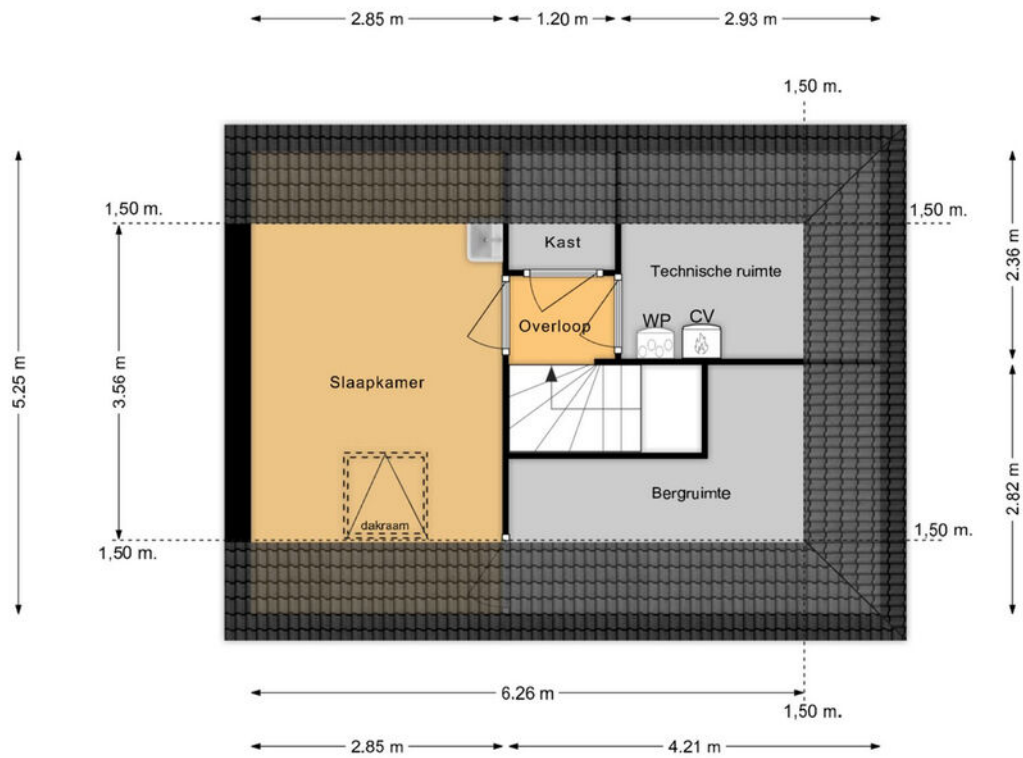 2.85 m
1.20 m
2.93 m
1,50 m.
1,50 m.
1,50 m.
Kast
Technische ruimte
2.36 m
Overloop
WP
CV
5.25 m
3.56 m
Slaapkamer
Bergruimte
2.82 m
dakraam
1,50 m.
1,50 m.
6.26 m
1,50 m.
2.85 m
4.21 m